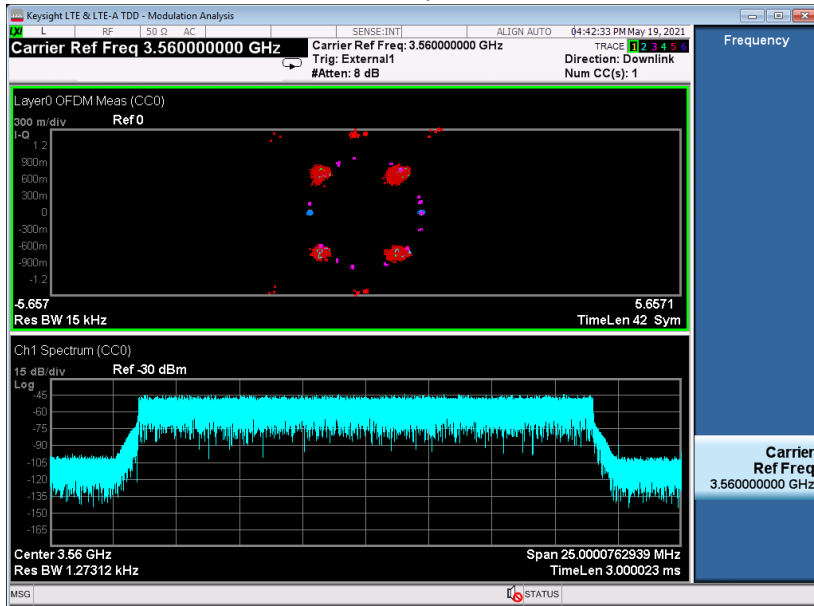 Keysight LTE & LTE-A TDD - Modulation Analysis
LXI L RF 50 Ω AC SENSE:INT ALIGN AUTO 04:42:33 PM May 19, 2021
Carrier Ref Freq 3.560000000 GHz
Carrier Ref Freq: 3.560000000 GHz
Trig: External1
#Atten: 8 dB
TRACE 1 2 3 4 5 6
Direction: Downlink
Num CC(s): 1
Frequency
Layer0 OFDM Meas (CC0)
300 m/div Ref 0
I-Q
1.2
900m
600m
300m
0
-300m
-600m
-900m
-1.2
-5.657 5.6571
Res BW 15 kHz TimeLen 42 Sym
Ch1 Spectrum (CC0)
15 dB/div Ref -30 dBm
Log
-45
-60
-75
-90
-105
-120
-135
-150
-165
Center 3.56 GHz Span 25.0000762939 MHz
Res BW 1.27312 kHz TimeLen 3.000023 ms
Carrier
Ref Freq
3.560000000 GHz
MSG STATUS